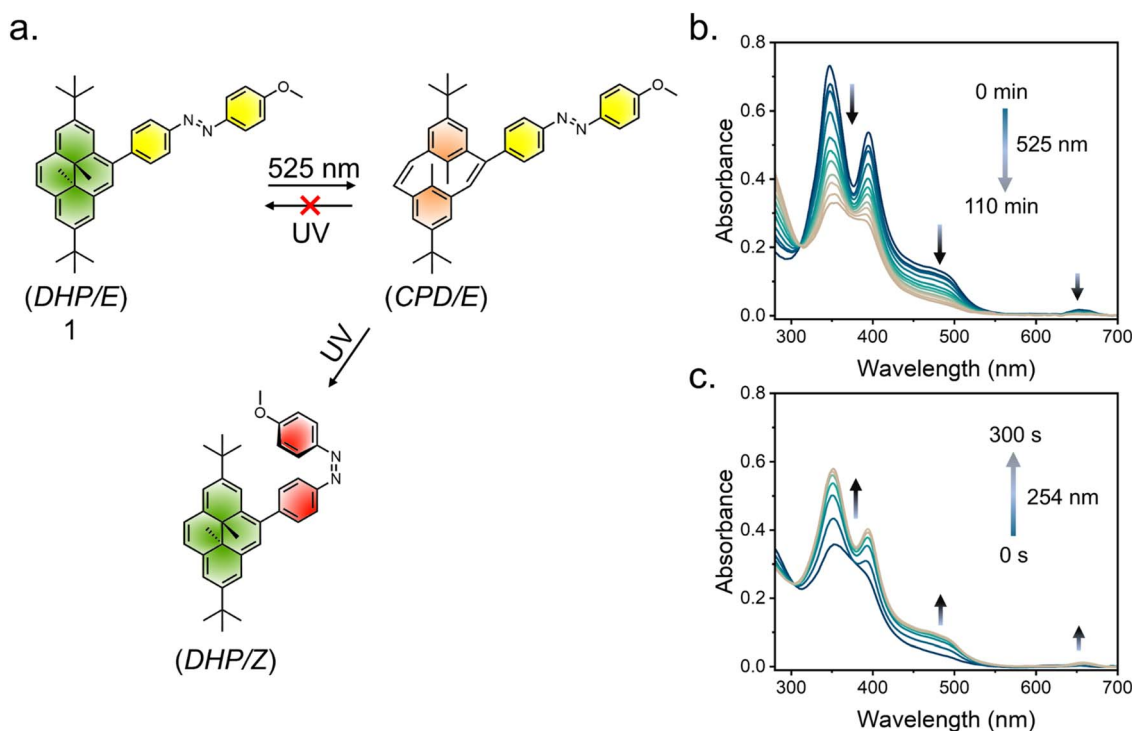 a.
O
N
N
525 nm
UV
(DHP/E)
1
O
N
N
(CPD/E)
UV
O
N
N
(DHP/Z)
b.
0.8
0.6
0.4
0.2
0.0
Absorbance
300 400 500 600 700
Wavelength (nm)
0 min
525 nm
110 min
c.
0.8
0.6
0.4
0.2
0.0
Absorbance
300 400 500 600 700
Wavelength (nm)
300 s
254 nm
0 s